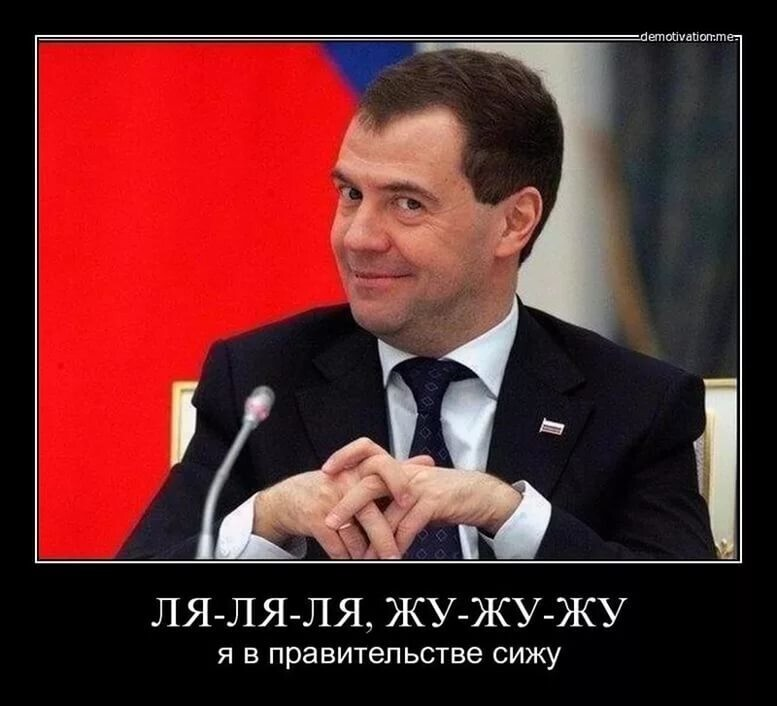 demotivation.me
ЛЯ-ЛЯ-ЛЯ, ЖУ-ЖУ-ЖУ
я в правительстве сижу